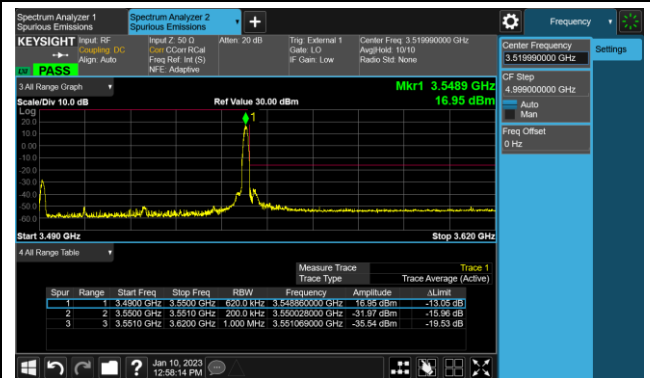 Spectrum Analyzer 1
Spurious Emissions
Spectrum Analyzer 2
Spurious Emissions
Frequency
KEYSIGHT
Input: RF
Coupling: DC
Align: Auto
Input Z: 50 Ω
Corr CCorr RCal
Freq Ref: Int (S)
NFE: Adaptive
Atten: 20 dB
Trig: External 1
Gate: LO
IF Gain: Low
Center Freq: 3.519990000 GHz
Avg|Hold: 10/10
Radio Std: None
LXI
PASS
Center Frequency
3.519990000 GHz
Settings
CF Step
4.999000000 GHz
Auto
Man
Freq Offset
0 Hz
3 All Range Graph
Mkr1 3.5489 GHz
Scale/Div 10.0 dB
Ref Value 30.00 dBm
16.95 dBm
Log
1
20.0
10.0
0.00
-10.0
-20.0
-30.0
-40.0
-50.0
-60.0
Start 3.490 GHz
Stop 3.620 GHz
4 All Range Table
Measure Trace Trace 1
Trace Type Trace Average (Active)
Spur Range Start Freq Stop Freq RBW Frequency Amplitude ΔLimit
1 1 3.4900 GHz 3.5500 GHz 620.0 kHz 3.548860000 GHz 16.95 dBm -13.05 dB
2 2 3.5500 GHz 3.5510 GHz 200.0 kHz 3.550028000 GHz -31.97 dBm -15.96 dB
3 3 3.5510 GHz 3.6200 GHz 1.000 MHz 3.551069000 GHz -35.54 dBm -19.53 dB
?
Jan 10, 2023
12:58:14 PM